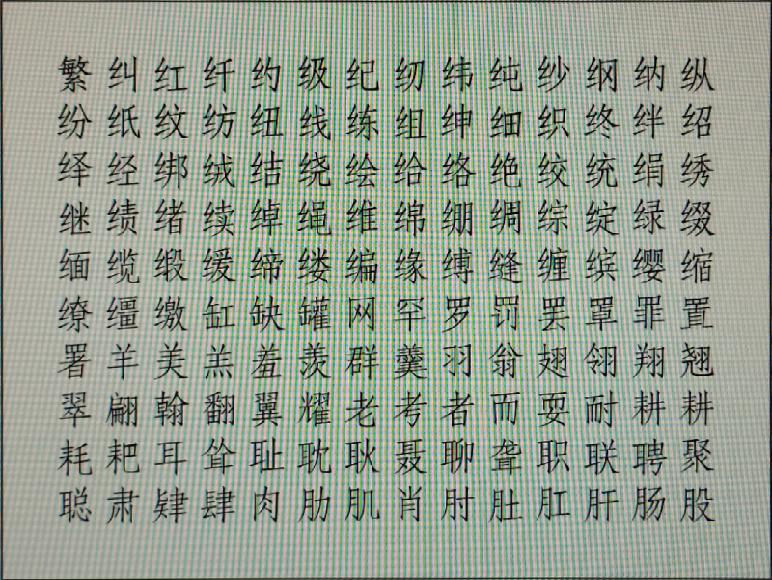 繁纠红纤约级纪纫纬纯纱纲纳纵
纷纸纹纺纽线练组绅细织终绊绍
绎经绑绒结绕绘给络绝绞统绢绣
继绩绪续绰绳维绵绷绸综绽绿缀
缅缆缎缓缔缕编缘缚缝缠缤缨缩
缭缰缴缸缺罐网罕罗罚罢罩罪置
署羊美羔羞羡群羹羽翁翅翎翔翘
翠翩翰翻翼耀老考者而耍耐耕耕
耗耙耳耸耻耽耿聂聊聋职联聘聚
聪肃肄肆肉肋肌肖肘肚肛肝肠股